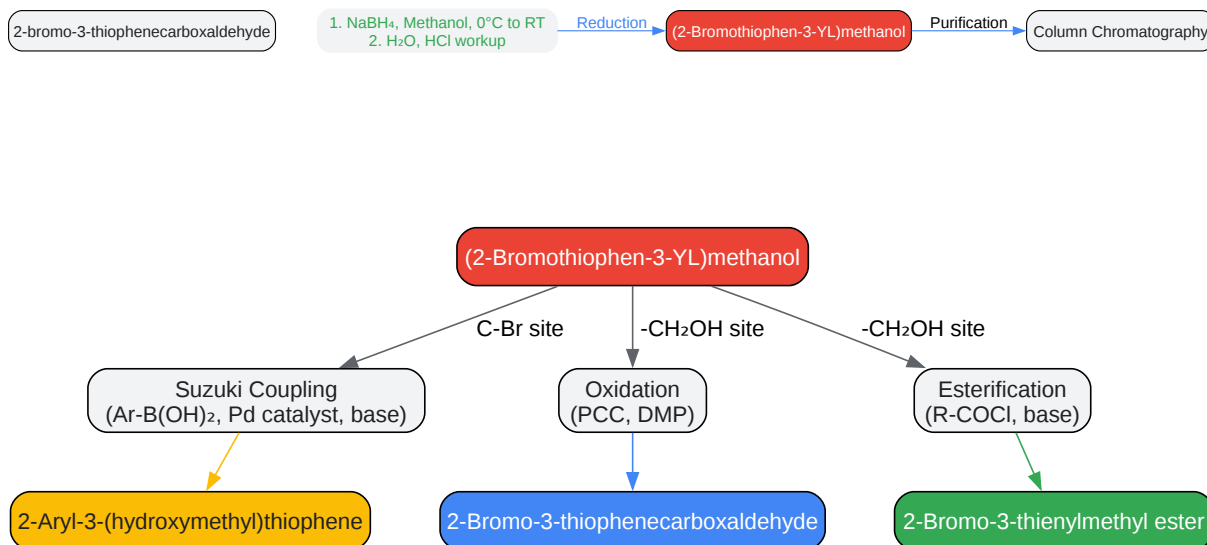 2-bromo-3-thiophenecarboxaldehyde
1. NaBH₄, Methanol, 0°C to RT
2. H₂O, HCl workup
Reduction
(2-Bromothiophen-3-YL)methanol
Purification
Column Chromatography
(2-Bromothiophen-3-YL)methanol
C-Br site
-CH₂OH site
-CH₂OH site
Suzuki Coupling
(Ar-B(OH)₂, Pd catalyst, base)
Oxidation
(PCC, DMP)
Esterification
(R-COCl, base)
2-Aryl-3-(hydroxymethyl)thiophene
2-Bromo-3-thiophenecarboxaldehyde
2-Bromo-3-thienylmethyl ester